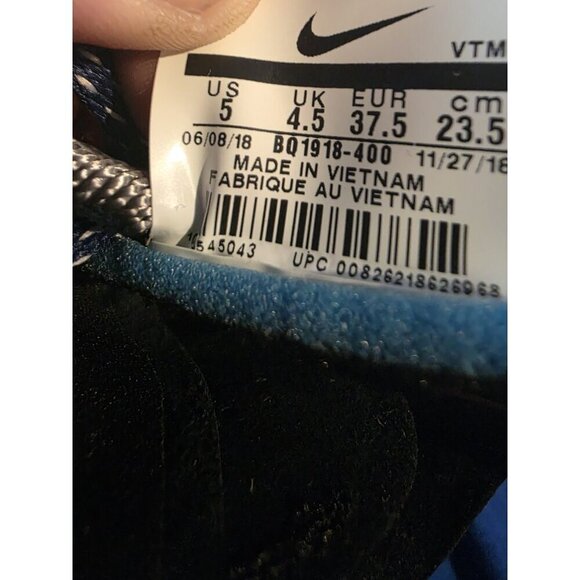 VTM
US UK EUR cm
5 4.5 37.5 23.5
06/08/18 BQ1918-400 11/27/18
MADE IN VIETNAM
FABRIQUE AU VIETNAM
UPC 00826218626968